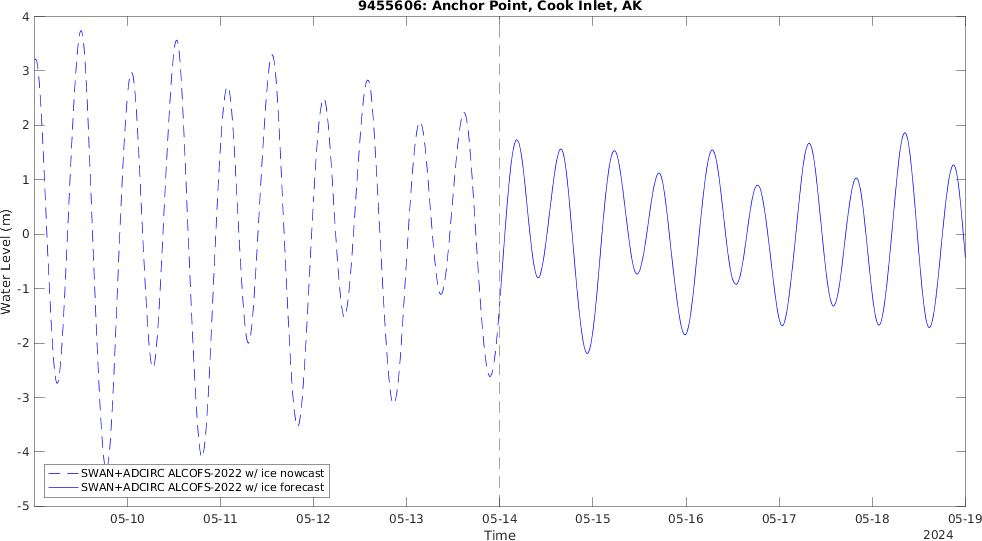 9455606: Anchor Point, Cook Inlet, AK
4
3
2
1
0
-1
-2
-3
-4
-5
Water Level (m)
SWAN+ADCIRC ALCOFS-2022 w/ ice nowcast
SWAN+ADCIRC ALCOFS-2022 w/ ice forecast
05-10 05-11 05-12 05-13 05-14 05-15 05-16 05-17 05-18 05-19
Time
2024